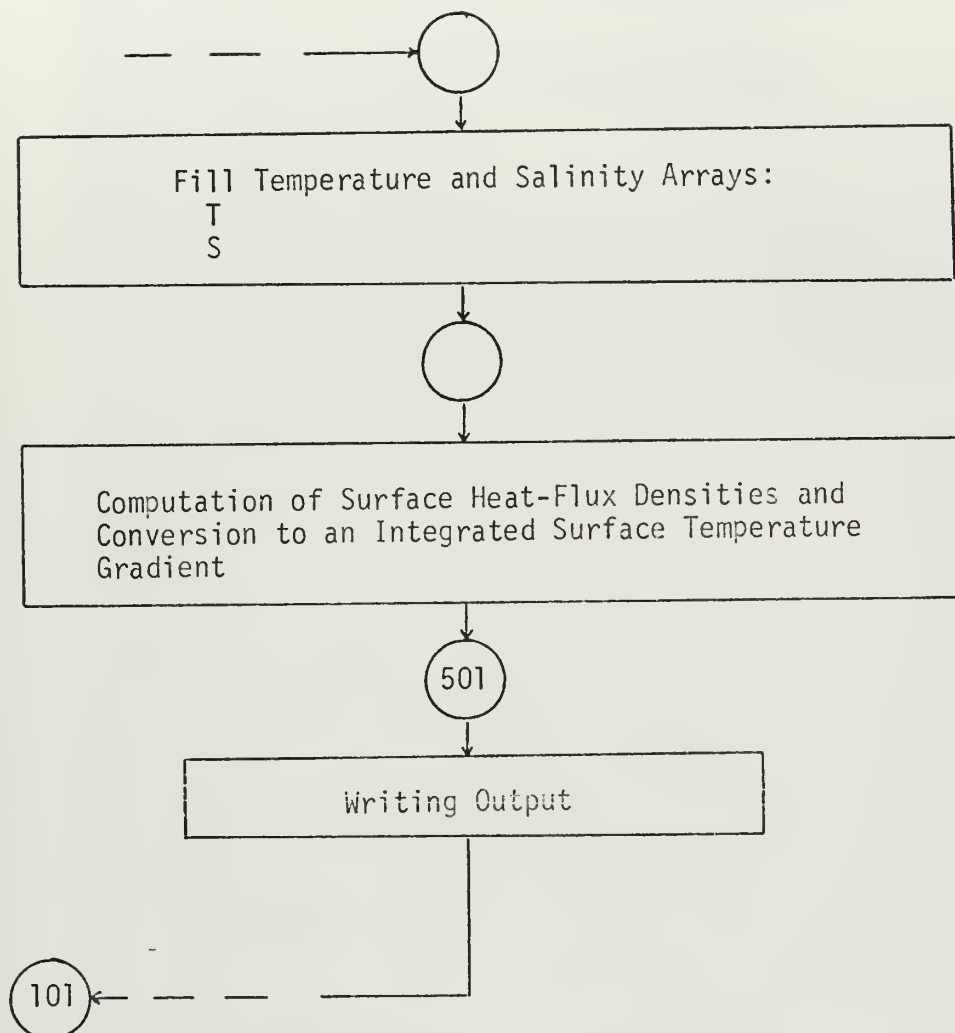 Fill Temperature and Salinity Arrays:
T
S
Computation of Surface Heat-Flux Densities and
Conversion to an Integrated Surface Temperature
Gradient
501
Writing Output
101